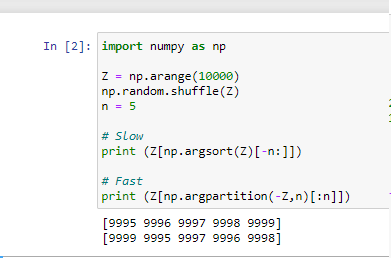 In [2]: import numpy as np
Z = np.arange(10000)
np.random.shuffle(Z)
n = 5
# Slow
print (Z[np.argsort(Z)[-n:]])
# Fast
print (Z[np.argpartition(-Z,n)[:n]])
[9995 9996 9997 9998 9999]
[9999 9995 9997 9996 9998]